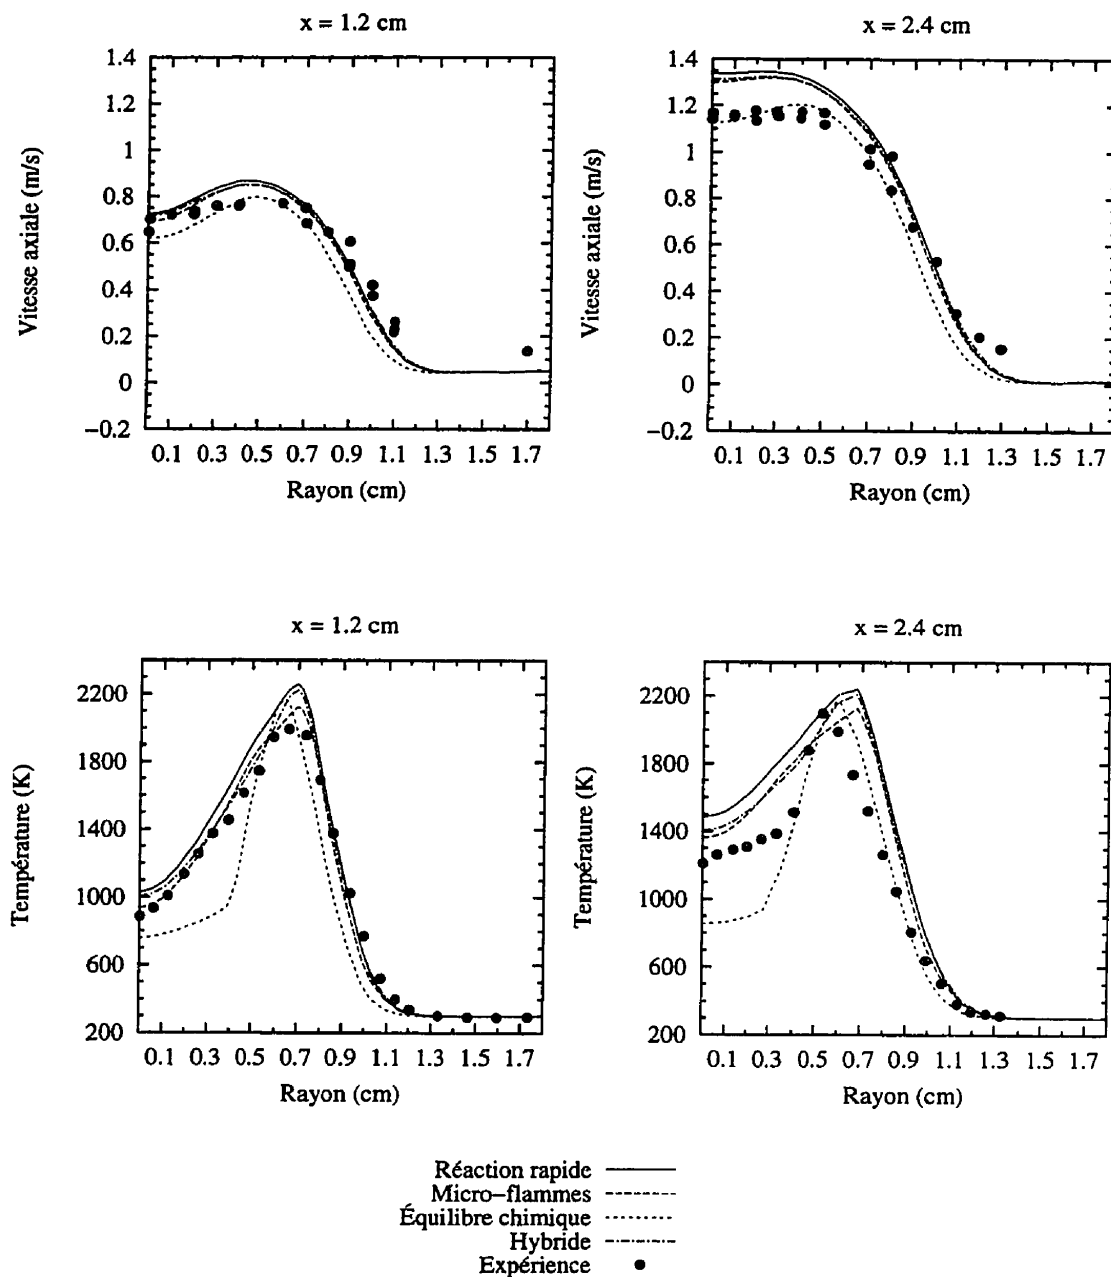 x = 1.2 cm
x = 2.4 cm
1.4
1.2
1
0.8
0.6
0.4
0.2
0
−0.2
Vitesse axiale (m/s)
0.1 0.3 0.5 0.7 0.9 1.1 1.3 1.5 1.7
Rayon (cm)
1.4
1.2
1
0.8
0.6
0.4
0.2
0
−0.2
Vitesse axiale (m/s)
0.1 0.3 0.5 0.7 0.9 1.1 1.3 1.5 1.7
Rayon (cm)
x = 1.2 cm
x = 2.4 cm
2200
1800
1400
1000
600
200
Température (K)
0.1 0.3 0.5 0.7 0.9 1.1 1.3 1.5 1.7
Rayon (cm)
2200
1800
1400
1000
600
200
Température (K)
0.1 0.3 0.5 0.7 0.9 1.1 1.3 1.5 1.7
Rayon (cm)
Réaction rapide
Micro−flammes
Équilibre chimique
Hybride
Expérience